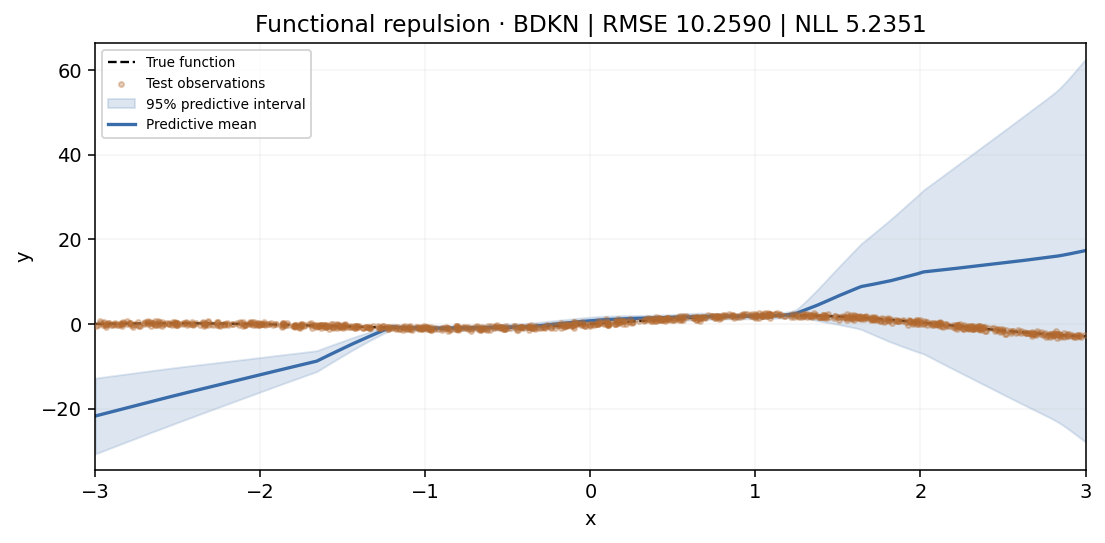 Functional repulsion · BDKN | RMSE 10.2590 | NLL 5.2351
True function
Test observations
95% predictive interval
Predictive mean
60
40
20
0
−20
y
−3
−2
−1
0
1
2
3
x